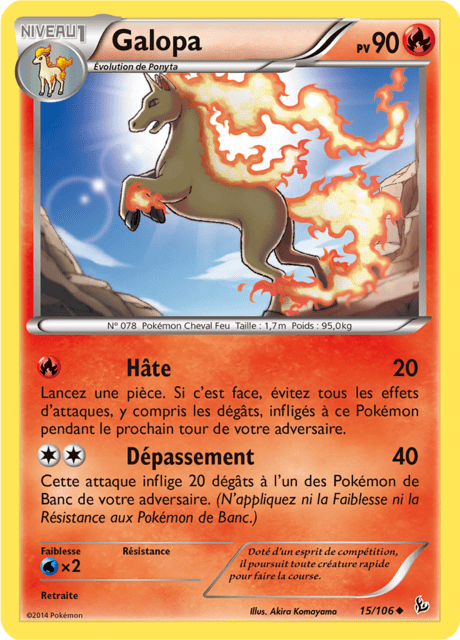 NIVEAU 1
Galopa
PV 90
Évolution de Ponyta
N° 078 Pokémon Cheval Feu Taille : 1,7m Poids : 95,0kg
Hâte 20
Lancez une pièce. Si c'est face, évitez tous les effets
d'attaques, y compris les dégâts, infligés à ce Pokémon
pendant le prochain tour de votre adversaire.
Dépassement 40
Cette attaque inflige 20 dégâts à l'un des Pokémon de
Banc de votre adversaire. (N'appliquez ni la Faiblesse ni la
Résistance aux Pokémon de Banc.)
Faiblesse Résistance
×2
Retraite
Doté d'un esprit de compétition,
il poursuit toute créature rapide
pour faire la course.
©2014 Pokémon
Illus. Akira Komayama
15/106